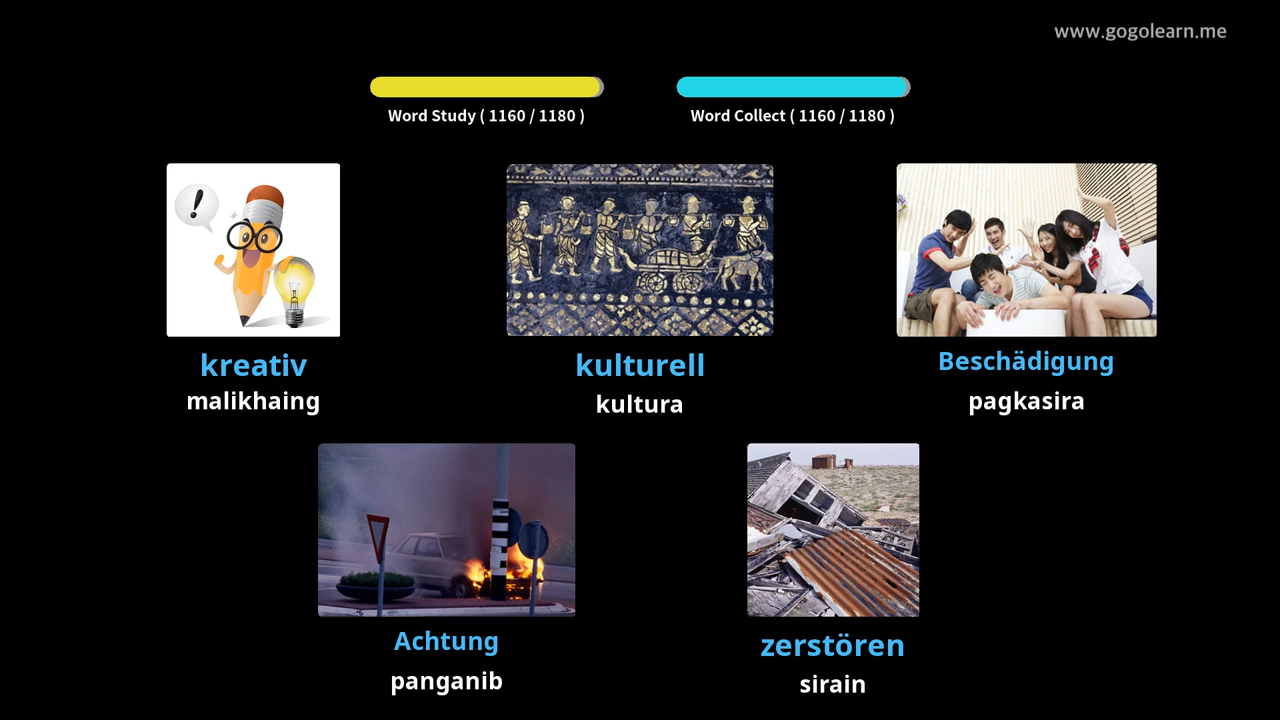 www.gogolearn.me
Word Study ( 1160 / 1180 )
Word Collect ( 1160 / 1180 )
!
kreativ
malikhaing
kulturell
kultura
Beschädigung
pagkasira
Achtung
panganib
zerstören
sirain